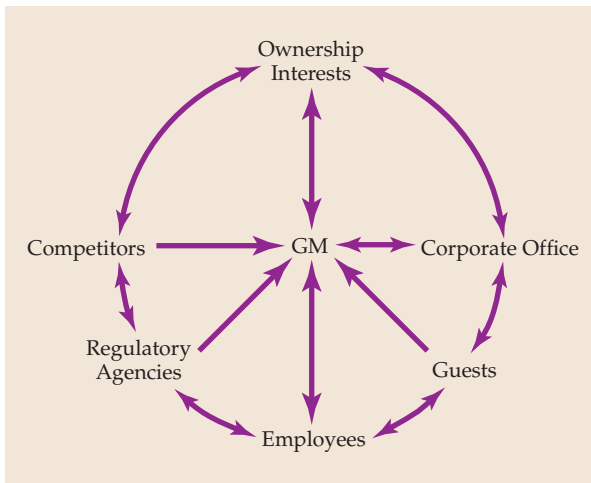 Ownership
Interests
Competitors
GM
Corporate Office
Regulatory
Agencies
Guests
Employees